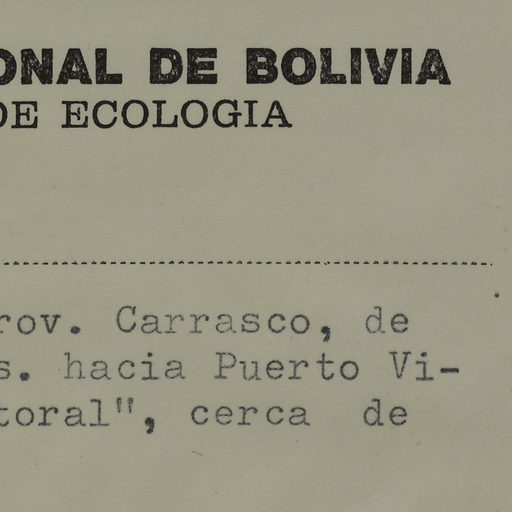 ONAL DE BOLIVIA
DE ECOLOGIA
rov. Carrasco, de
s. hacia Puerto Vi-
toral", cerca de